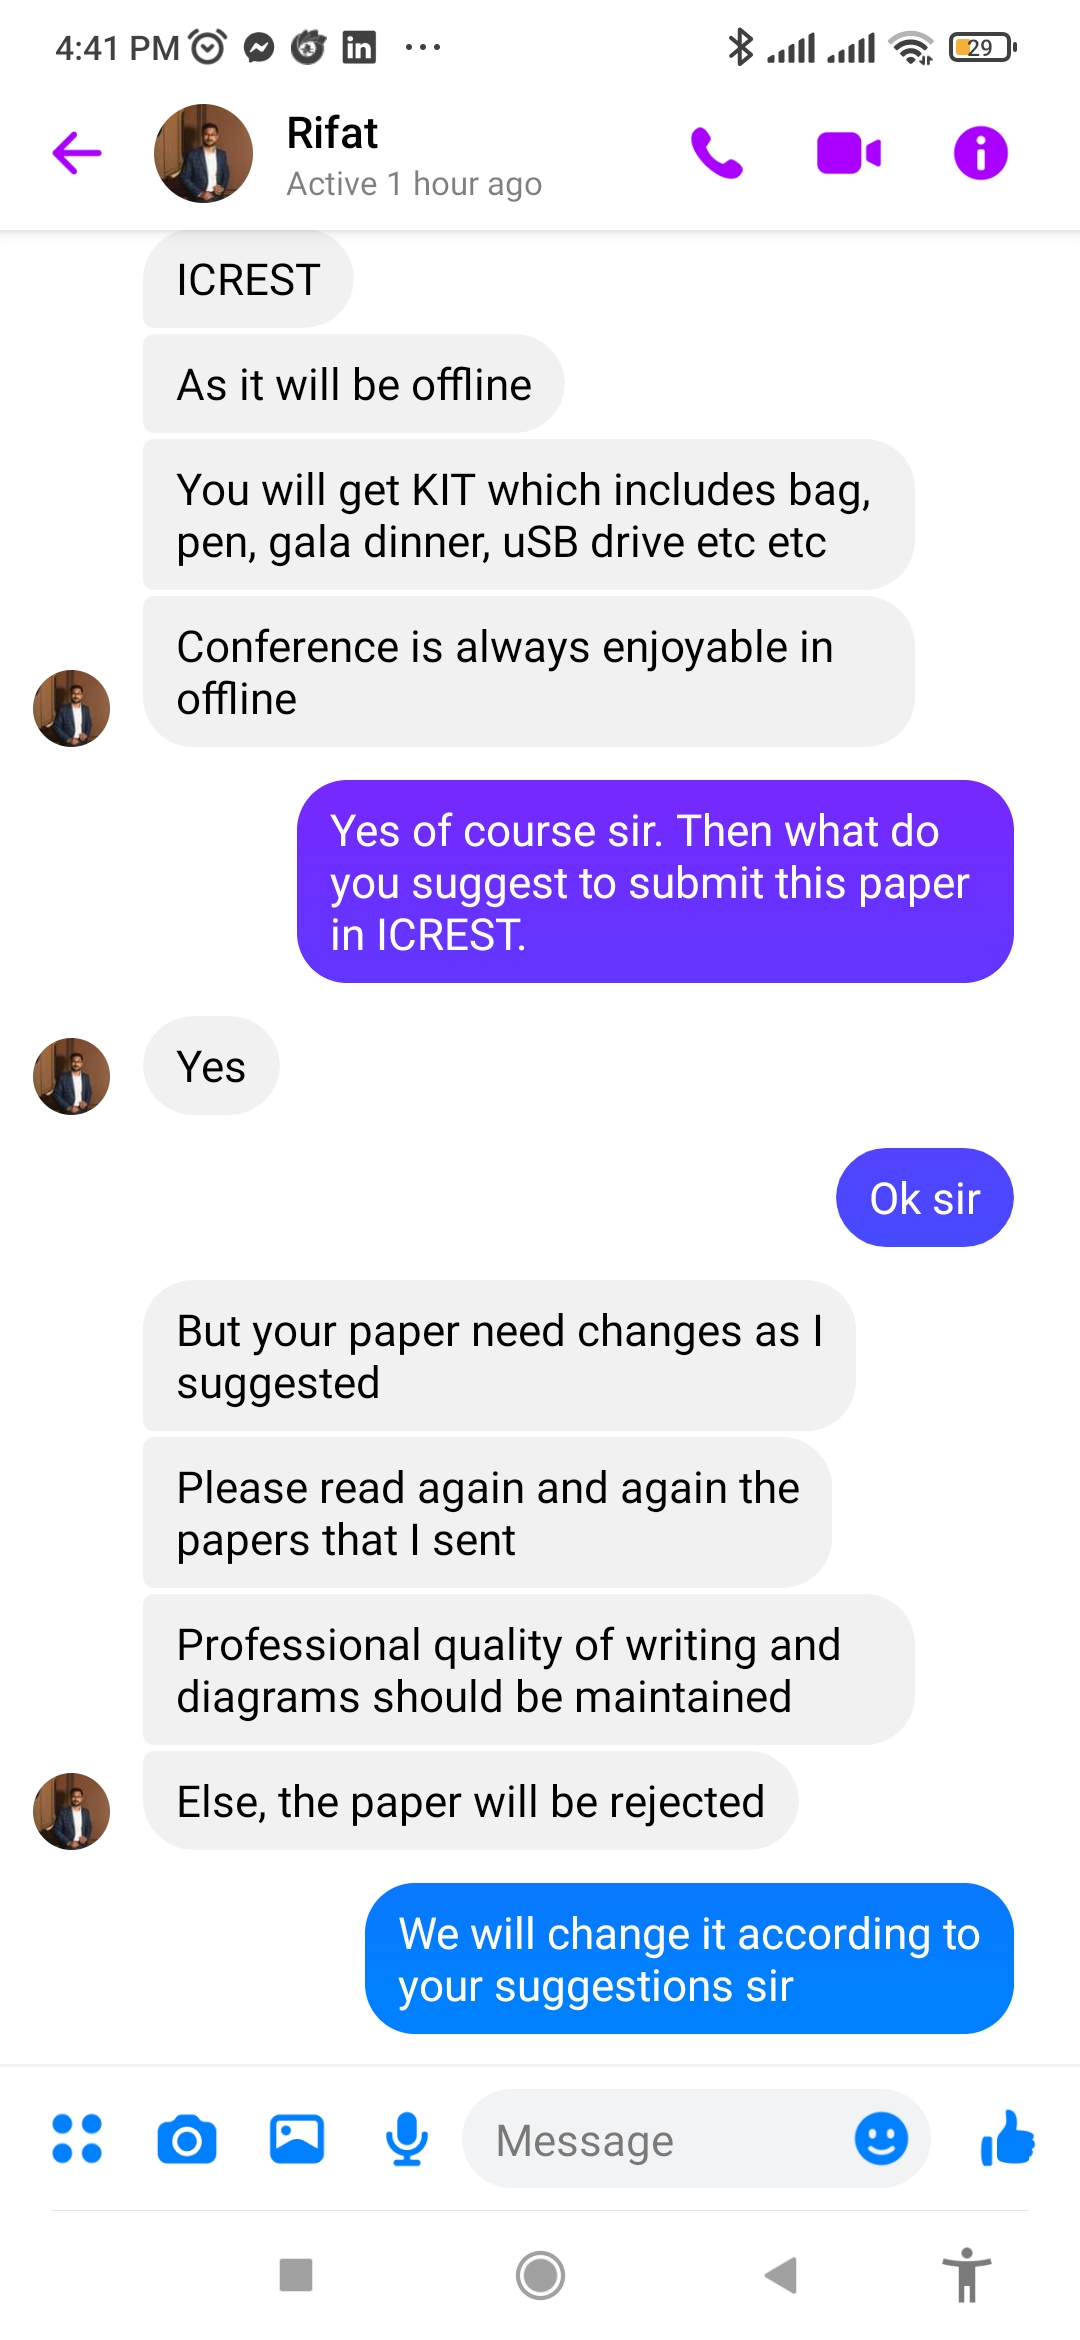 4:41 PM
29
Rifat
Active 1 hour ago
ICREST
As it will be offline
You will get KIT which includes bag,
pen, gala dinner, uSB drive etc etc
Conference is always enjoyable in
offline
Yes of course sir. Then what do
you suggest to submit this paper
in ICREST.
Yes
Ok sir
But your paper need changes as I
suggested
Please read again and again the
papers that I sent
Professional quality of writing and
diagrams should be maintained
Else, the paper will be rejected
We will change it according to
your suggestions sir
Message